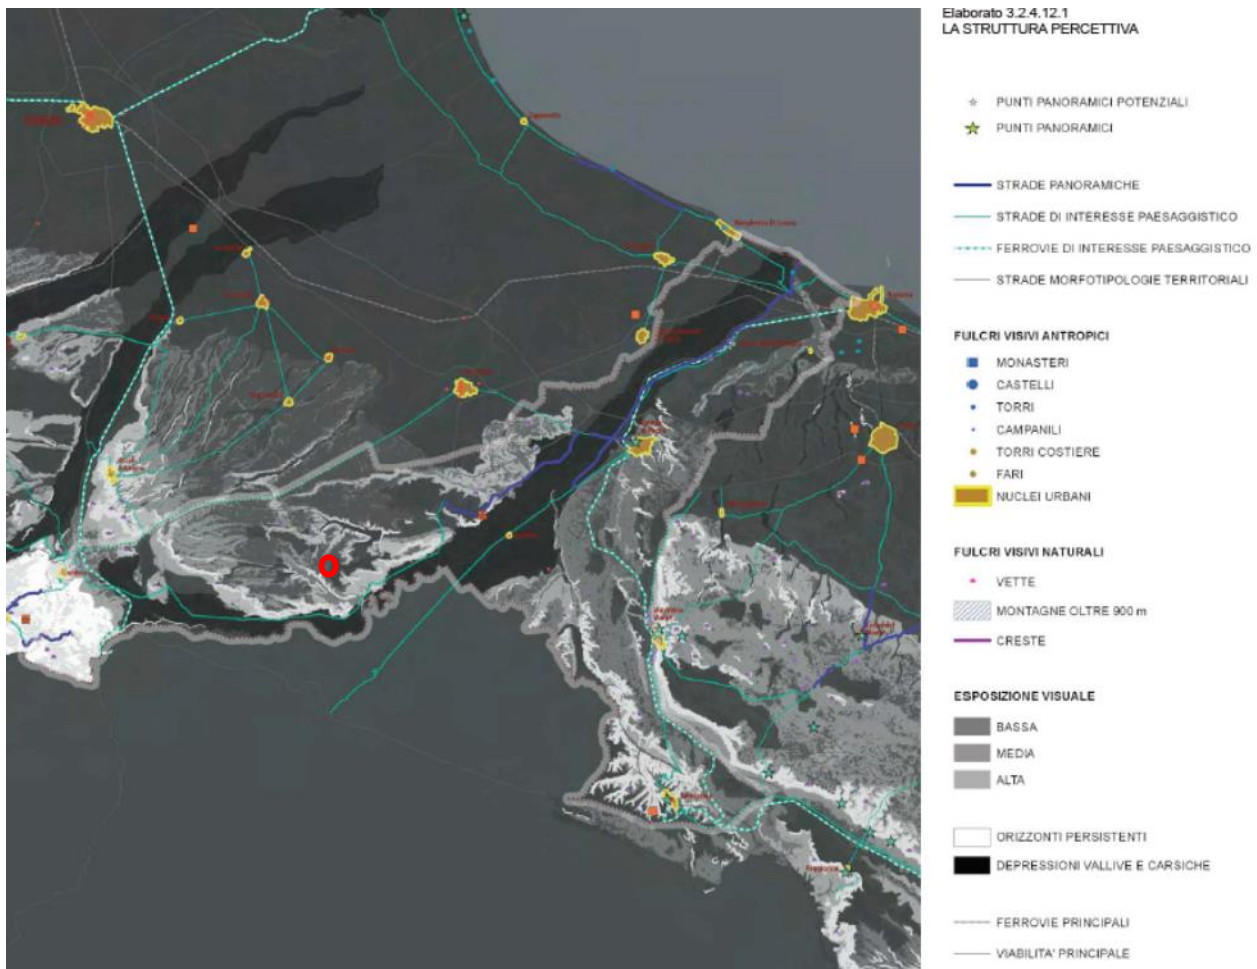 Elaborato 3.2.4.12.1
LA STRUTTURA PERCETTIVA
PUNTI PANORAMICI POTENZIALI
PUNTI PANORAMICI
STRADE PANORAMICHE
STRADE DI INTERESSE PAESAGGISTICO
FERROVIE DI INTERESSE PAESAGGISTICO
STRADE MORFOTIPOLOGIE TERRITORIALI
FULCRI VISIVI ANTROPICI
MONASTERI
CASTELLI
TORRI
CAMPANILI
TORRI COSTIERE
FARI
NUCLEI URBANI
FULCRI VISIVI NATURALI
VETTE
MONTAGNE OLTRE 900 m
CRESTE
ESPOSIZIONE VISUALE
BASSA
MEDIA
ALTA
ORIZZONTI PERSISTENTI
DEPRESSIONI VALLIVE E CARSICHE
FERROVIE PRINCIPALI
VIABILITA' PRINCIPALE